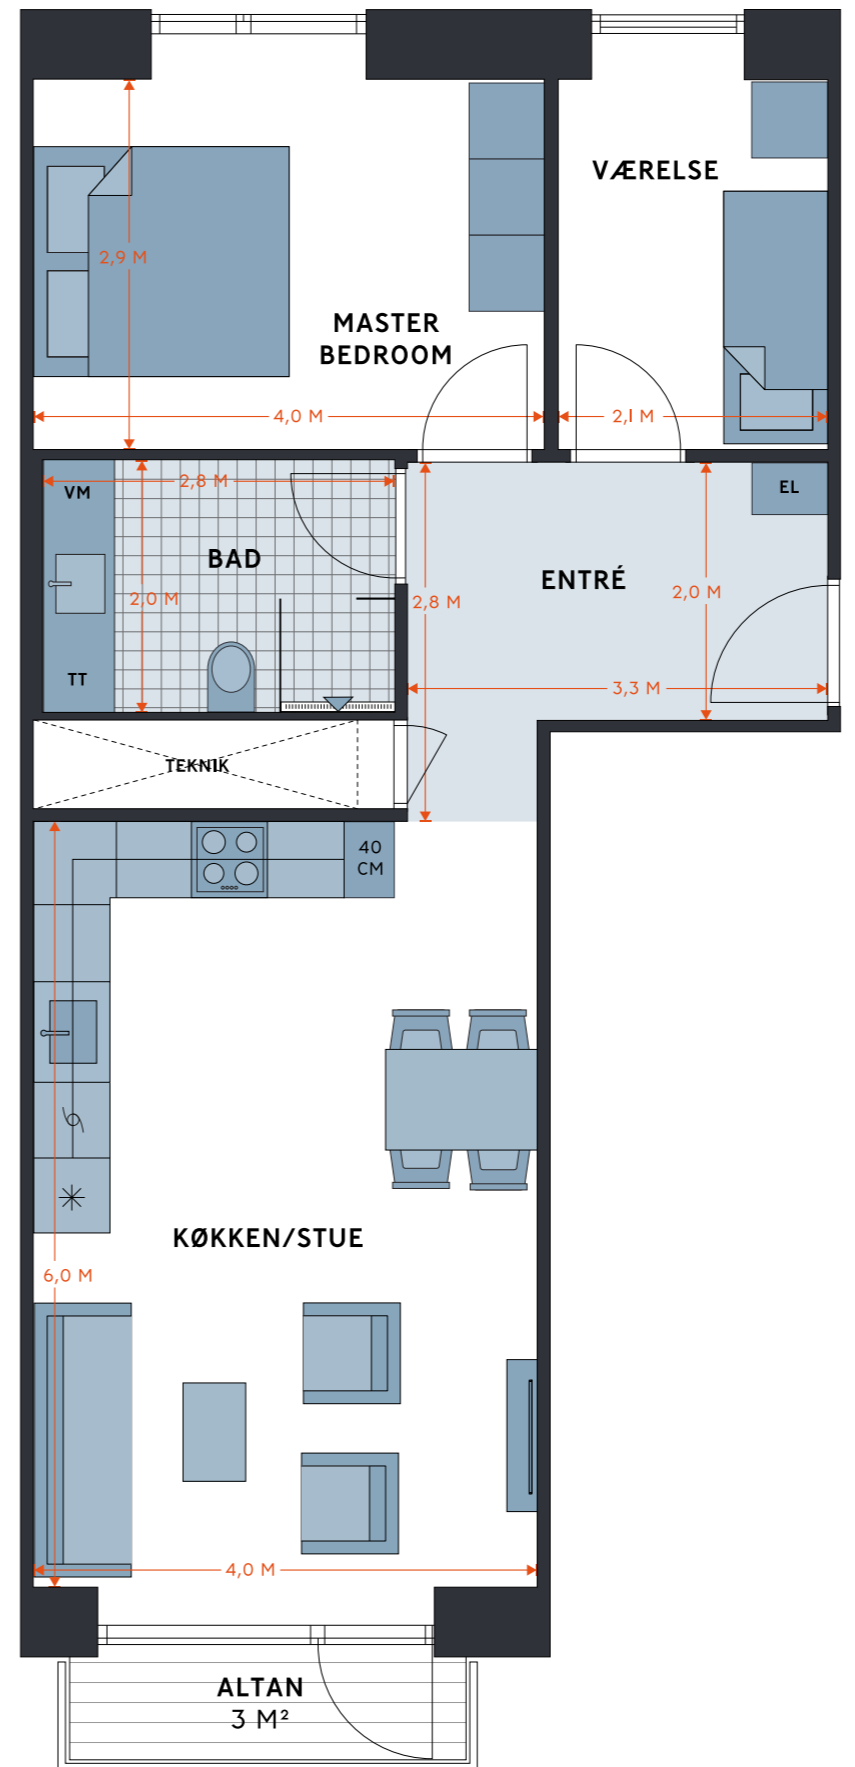 VÆRELSE
2,9 M
MASTER
BEDROOM
4,0 M
2,1 M
VM
2,8 M
EL
BAD
ENTRÉ
2,0 M
2,8 M
2,0 M
TT
3,3 M
TEKNIK
40
CM
KØKKEN/STUE
6,0 M
4,0 M
ALTAN
3 M²